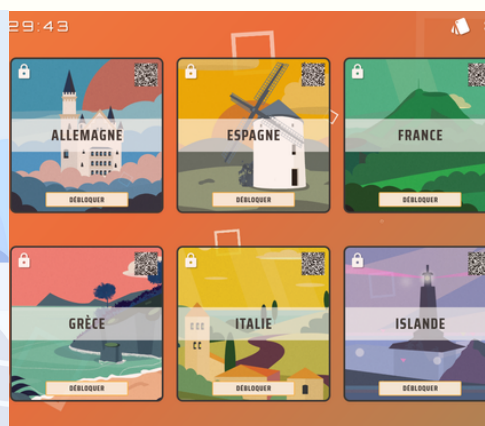 29:43
ALLEMAGNE
DÉBLOQUER
ESPAGNE
DÉBLOQUER
FRANCE
DÉBLOQUER
GRÈCE
DÉBLOQUER
ITALIE
DÉBLOQUER
ISLANDE
DÉBLOQUER